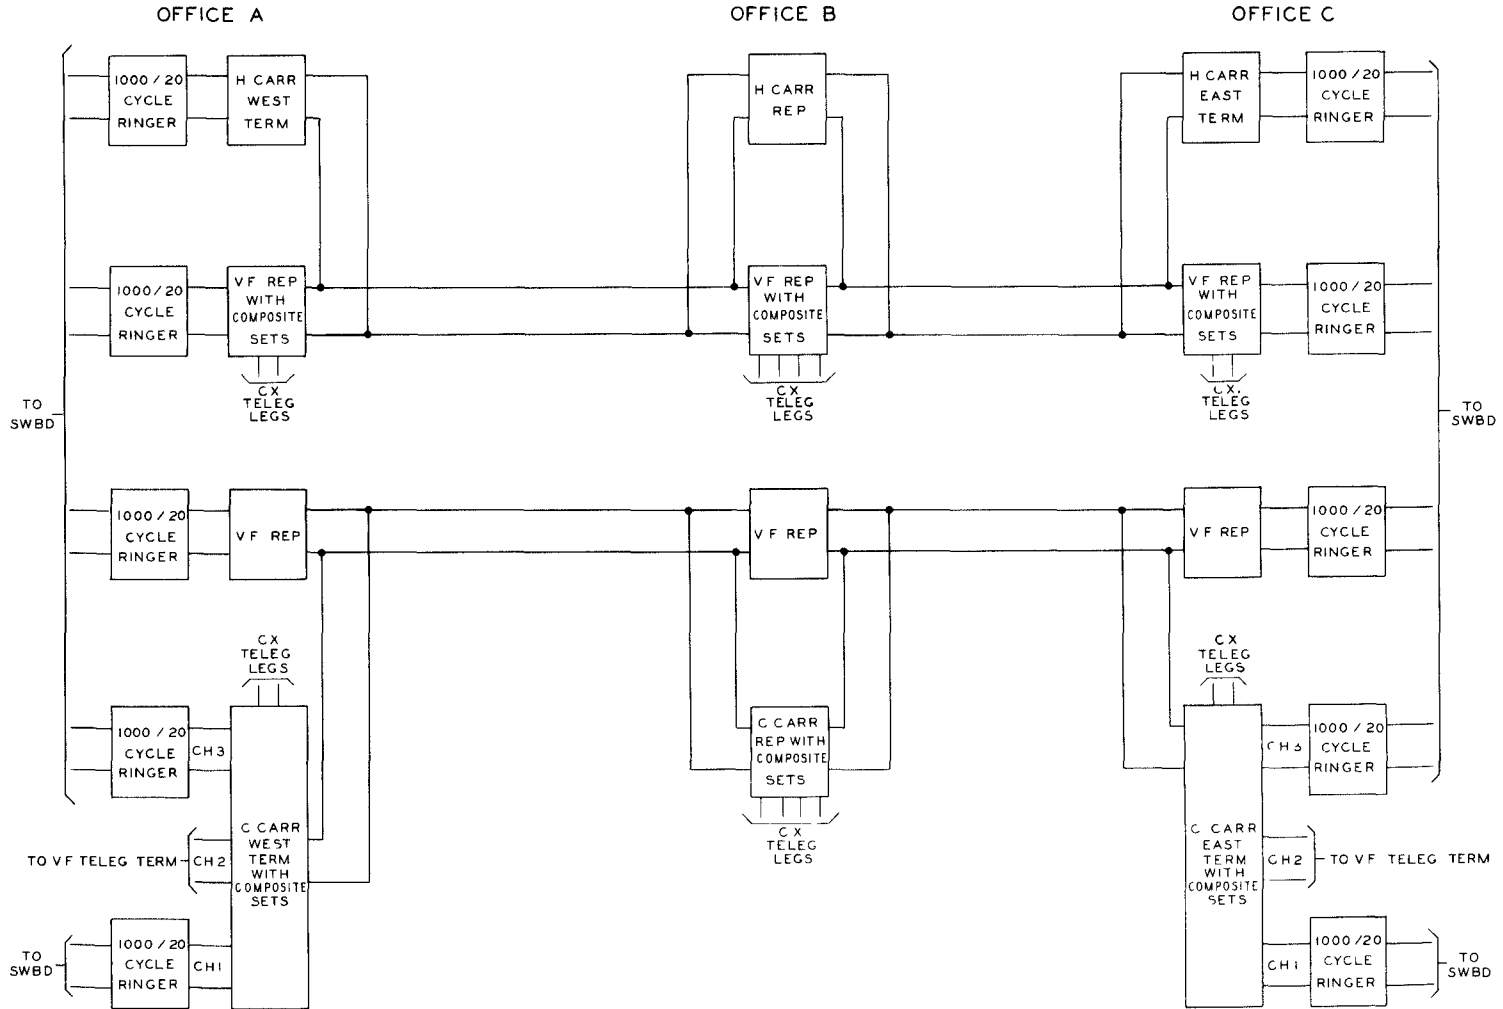 OFFICE A
OFFICE B
OFFICE C
1000 / 20
CYCLE
RINGER
H CARR
WEST
TERM
H CARR
REP
H CARR
EAST
TERM
1000 / 20
CYCLE
RINGER
1000 / 20
CYCLE
RINGER
VF REP
WITH
COMPOSITE
SETS
CX
TELEG
LEGS
VF REP
WITH
COMPOSITE
SETS
CX
TELEG
LEGS
VF REP
WITH
COMPOSITE
SETS
CX.
TELEG
LEGS
1000 / 20
CYCLE
RINGER
TO
SWBD
TO
SWBD
1000 / 20
CYCLE
RINGER
VF REP
VF REP
VF REP
1000 / 20
CYCLE
RINGER
CX
TELEG
LEGS
CX
TELEG
LEGS
1000 / 20
CYCLE
RINGER
CH3
C CARR
REP WITH
COMPOSITE
SETS
CX
TELEG
LEGS
CH3
1000 / 20
CYCLE
RINGER
TO VF TELEG TERM
CH2
C CARR
WEST
TERM
WITH
COMPOSITE
SETS
C CARR
EAST
TERM
WITH
COMPOSITE
SETS
CH2
TO VF TELEG TERM
TO
SWBD
1000 / 20
CYCLE
RINGER
CH1
CH1
1000 / 20
CYCLE
RINGER
TO
SWBD